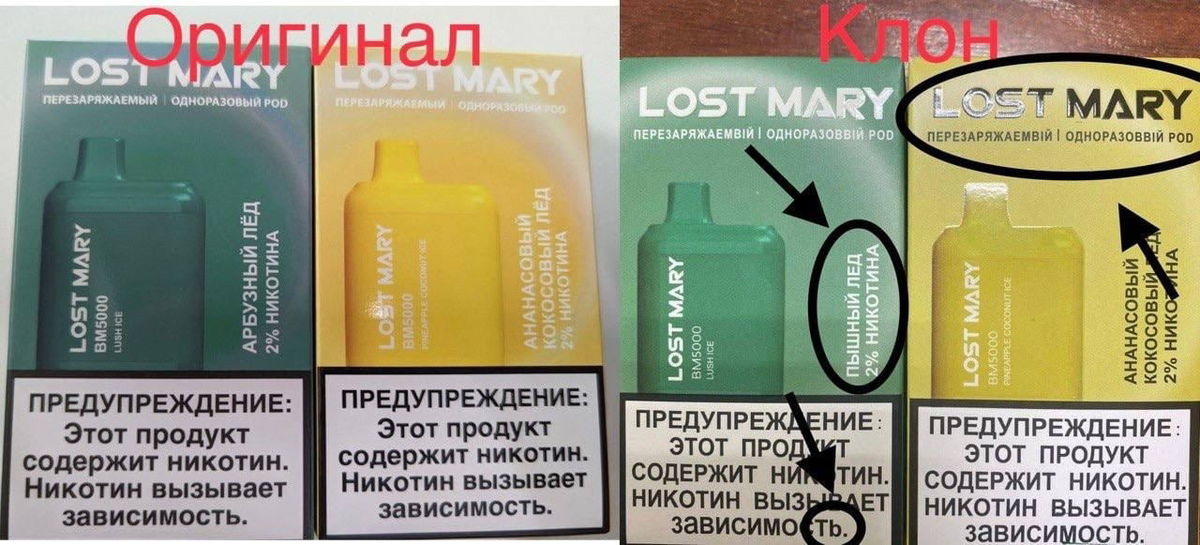 Оригинал
LOST MARY
ПЕРЕЗАРЯЖАЕМЫЙ | ОДНОРАЗОВЫЙ POD
LOST MARY
BM5000
LUSH ICE
АРБУЗНЫЙ ЛЁД
2% НИКОТИНА
ПРЕДУПРЕЖДЕНИЕ:
Этот продукт
содержит никотин.
Никотин вызывает
зависимость.
LOST MARY
ПЕРЕЗАРЯЖАЕМЫЙ | ОДНОРАЗОВЫЙ POD
LOST MARY
BM5000
PINEAPPLE COCONUT ICE
АНАНАСОВЫЙ
КОКОСОВЫЙ ЛЁД
2% НИКОТИНА
ПРЕДУПРЕЖДЕНИЕ:
Этот продукт
содержит никотин.
Никотин вызывает
зависимость.
Клон
LOST MARY
ПЕРЕЗАРЯЖАЕМВІЙ | ОДНОРАЗОВВІЙ POD
LOST MARY
BM5000
LUSH ICE
ПЫШНЫЙ ЛЕД
2% НИКОТИНА
ПРЕДУПРЕЖДЕНИЕ:
ЭТОТ ПРОДУКТ
СОДЕРЖИТ НИКОТИН.
НИКОТИН ВЫЗЫВАЕТ
ЗАВИСИМОСТЬ.
LOST MARY
ПЕРЕЗАРЯЖАЕМВІЙ | ОДНОРАЗОВВІЙ POD
LOST MARY
BM5000
PINEAPPLE COCONUT ICE
АНАНАСОВЫЙ
КОКОСОВЫЙ ЛЕД
2% НИКОТИНА
ПРЕДУПРЕЖДЕНИЕ:
ЭТОТ ПРОДУКТ
СОДЕРЖИТ НИКОТИН.
НИКОТИН ВЫЗЫВАЕТ
ЗАВИСИМОСТЬ.